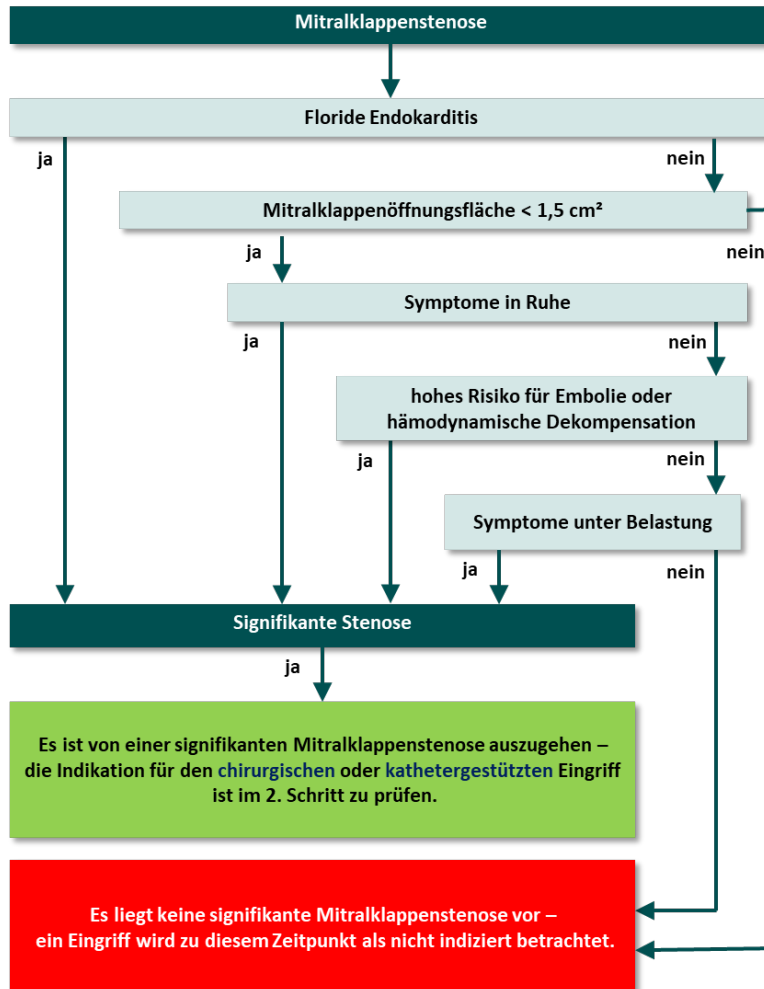 Mitralklappenstenose
Floride Endokarditis
ja
nein
Mitralklappenöffnungsfläche < 1,5 cm²
ja
nein
Symptome in Ruhe
ja
nein
hohes Risiko für Embolie oder
hämodynamische Dekompensation
ja
nein
Symptome unter Belastung
ja
nein
Signifikante Stenose
ja
Es ist von einer signifikanten Mitralklappenstenose auszugehen –
die Indikation für den chirurgischen oder kathetergestützten Eingriff
ist im 2. Schritt zu prüfen.
Es liegt keine signifikante Mitralklappenstenose vor –
ein Eingriff wird zu diesem Zeitpunkt als nicht indiziert betrachtet.